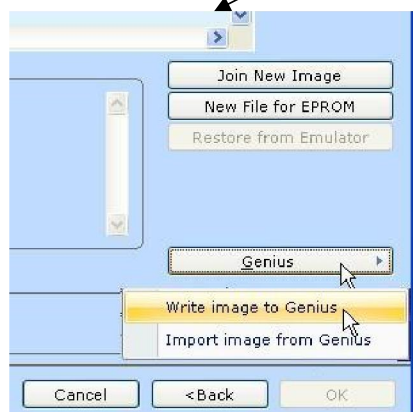 Join New Image
New File for EPROM
Restore from Emulator
Genius
Write image to Genius
Import image from Genius
Cancel
<Back
OK